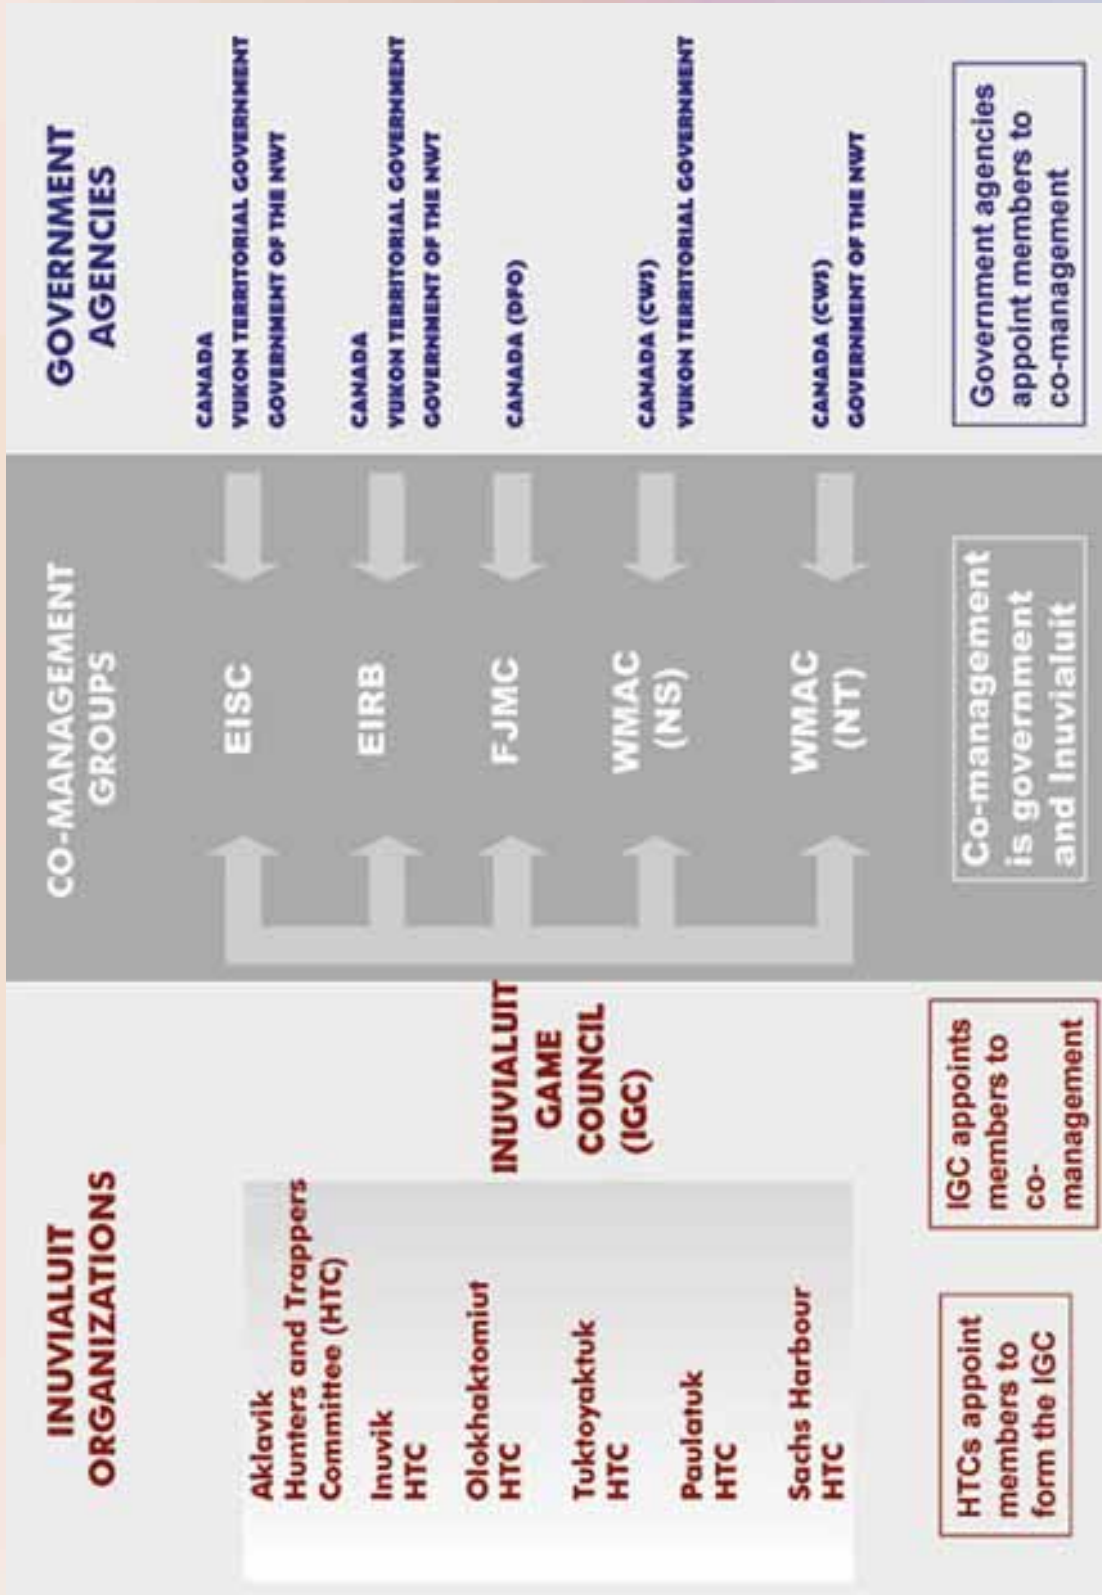 INUVIALUIT
ORGANIZATIONS
Aklavik
Hunters and Trappers
Committee (HTC)
Inuvik
HTC
Olokhaktomiut
HTC
Tuktoyaktuk
HTC
Paulatuk
HTC
Sachs Harbour
HTC
HTCs appoint
members to
form the IGC
INUVIALUIT
GAME
COUNCIL
(IGC)
IGC appoints
members to
co-
management
CO-MANAGEMENT
GROUPS
EISC
EIRB
FJMC
WMAC
(NS)
WMAC
(NT)
Co-management
is government
and Inuvialuit
GOVERNMENT
AGENCIES
CANADA
YUKON TERRITORIAL GOVERNMENT
GOVERNMENT OF THE NWT
CANADA
YUKON TERRITORIAL GOVERNMENT
GOVERNMENT OF THE NWT
CANADA (DFO)
CANADA (CWS)
YUKON TERRITORIAL GOVERNMENT
CANADA (CWS)
GOVERNMENT OF THE NWT
Government agencies
appoint members to
co-management